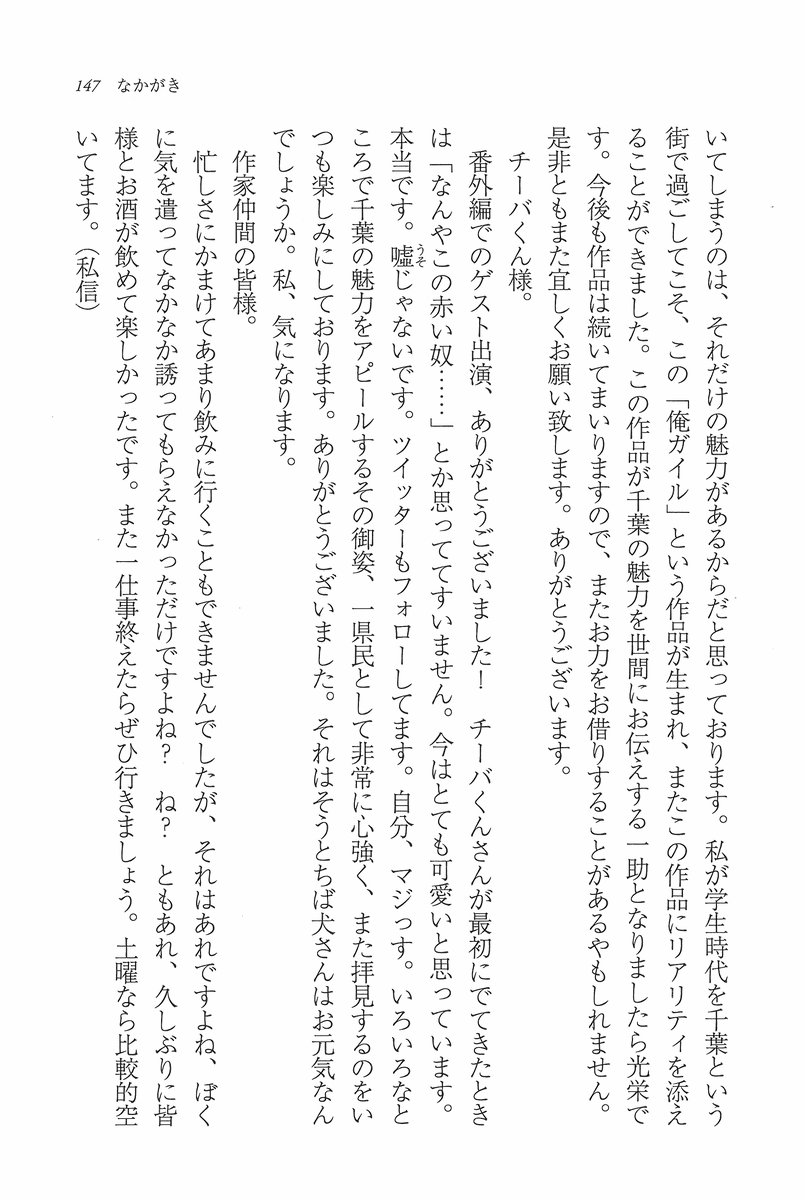 147 なかがき
いてしまうのは、それだけの魅力があるからだと思っております。私が学生時代を千葉という
街で過ごしてこそ、この「俺ガイル」という作品が生まれ、またこの作品にリアリティを添え
ることができました。この作品が千葉の魅力を世間にお伝えする一助となりましたら光栄で
す。今後も作品は続いてまいりますので、またお力をお借りすることがあるやもしれません。
是非ともまた宜しくお願い致します。ありがとうございます。
チーバくん様。
番外編でのゲスト出演、ありがとうございました！　チーバくんさんが最初にでてきたとき
は「なんやこの赤い奴……」とか思っててすいません。今はとても可愛いと思っています。
本当です。嘘じゃないです。ツイッターもフォローしてます。自分、マジっす。いろいろなと
うそ
ころで千葉の魅力をアピールするその御姿、一県民として非常に心強く、また拝見するのをい
つも楽しみにしております。ありがとうございました。それはそうとちば犬さんはお元気なん
でしょうか。私、気になります。
作家仲間の皆様。
忙しさにかまけてあまり飲みに行くこともできませんでしたが、それはあれですよね、ぼく
に気を遣ってなかなか誘ってもらえなかっただけですよね？　ね？　ともあれ、久しぶりに皆
様とお酒が飲めて楽しかったです。また一仕事終えたらぜひ行きましょう。土曜なら比較的空
いてます。（私信）